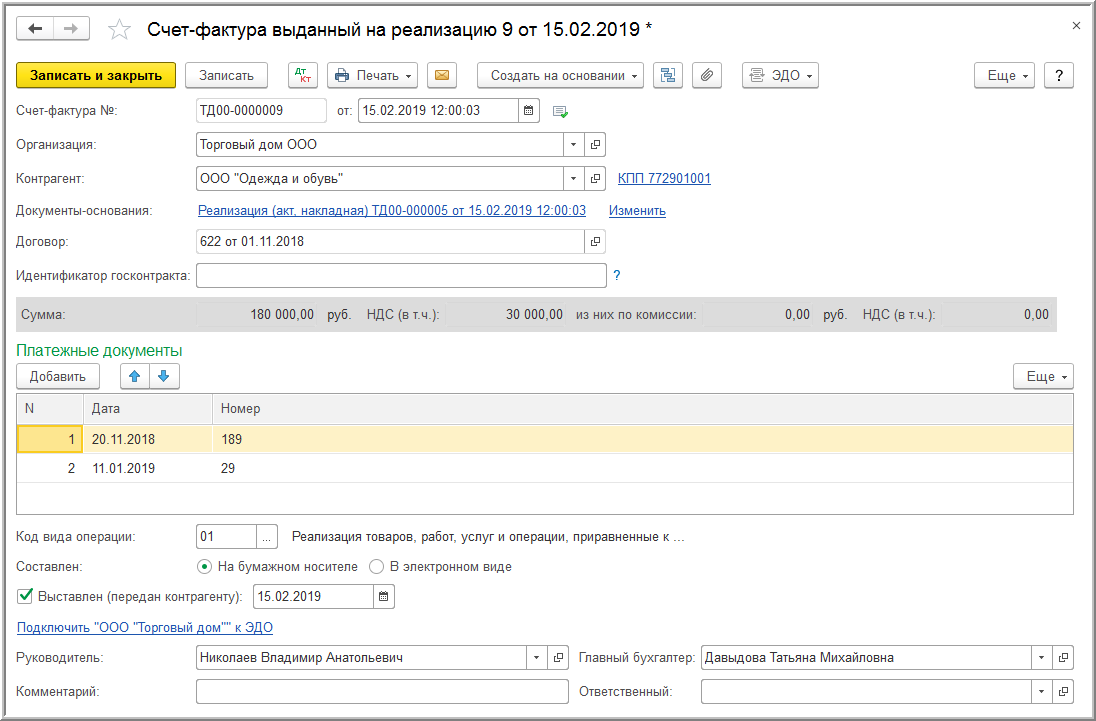 Счет-фактура выданный на реализацию 9 от 15.02.2019 *
Записать и закрыть Записать Дт Кт Печать Создать на основании ЭДО Еще ?
Счет-фактура №: ТД00-0000009 от: 15.02.2019 12:00:03
Организация: Торговый дом ООО
Контрагент: ООО "Одежда и обувь" КПП 772901001
Документы-основания: Реализация (акт, накладная) ТД00-000005 от 15.02.2019 12:00:03 Изменить
Договор: 622 от 01.11.2018
Идентификатор госконтракта: ?
Сумма: 180 000,00 руб. НДС (в т.ч.): 30 000,00 из них по комиссии: 0,00 руб. НДС (в т.ч.): 0,00
Платежные документы
Добавить Еще
N Дата Номер
1 20.11.2018 189
2 11.01.2019 29
Код вида операции: 01 ... Реализация товаров, работ, услуг и операции, приравненные к ...
Составлен: На бумажном носителе В электронном виде
Выставлен (передан контрагенту): 15.02.2019
Подключить "ООО "Торговый дом"" к ЭДО
Руководитель: Николаев Владимир Анатольевич Главный бухгалтер: Давыдова Татьяна Михайловна
Комментарий: Ответственный: